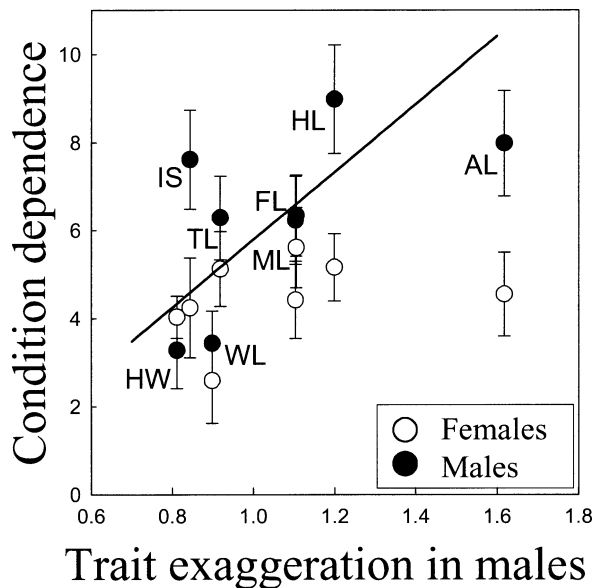 Condition dependence
10
8
6
4
2
0
0.6 0.8 1.0 1.2 1.4 1.6 1.8
Trait exaggeration in males
HL
IS
AL
FL
TL
ML
WL
HW
Females
Males